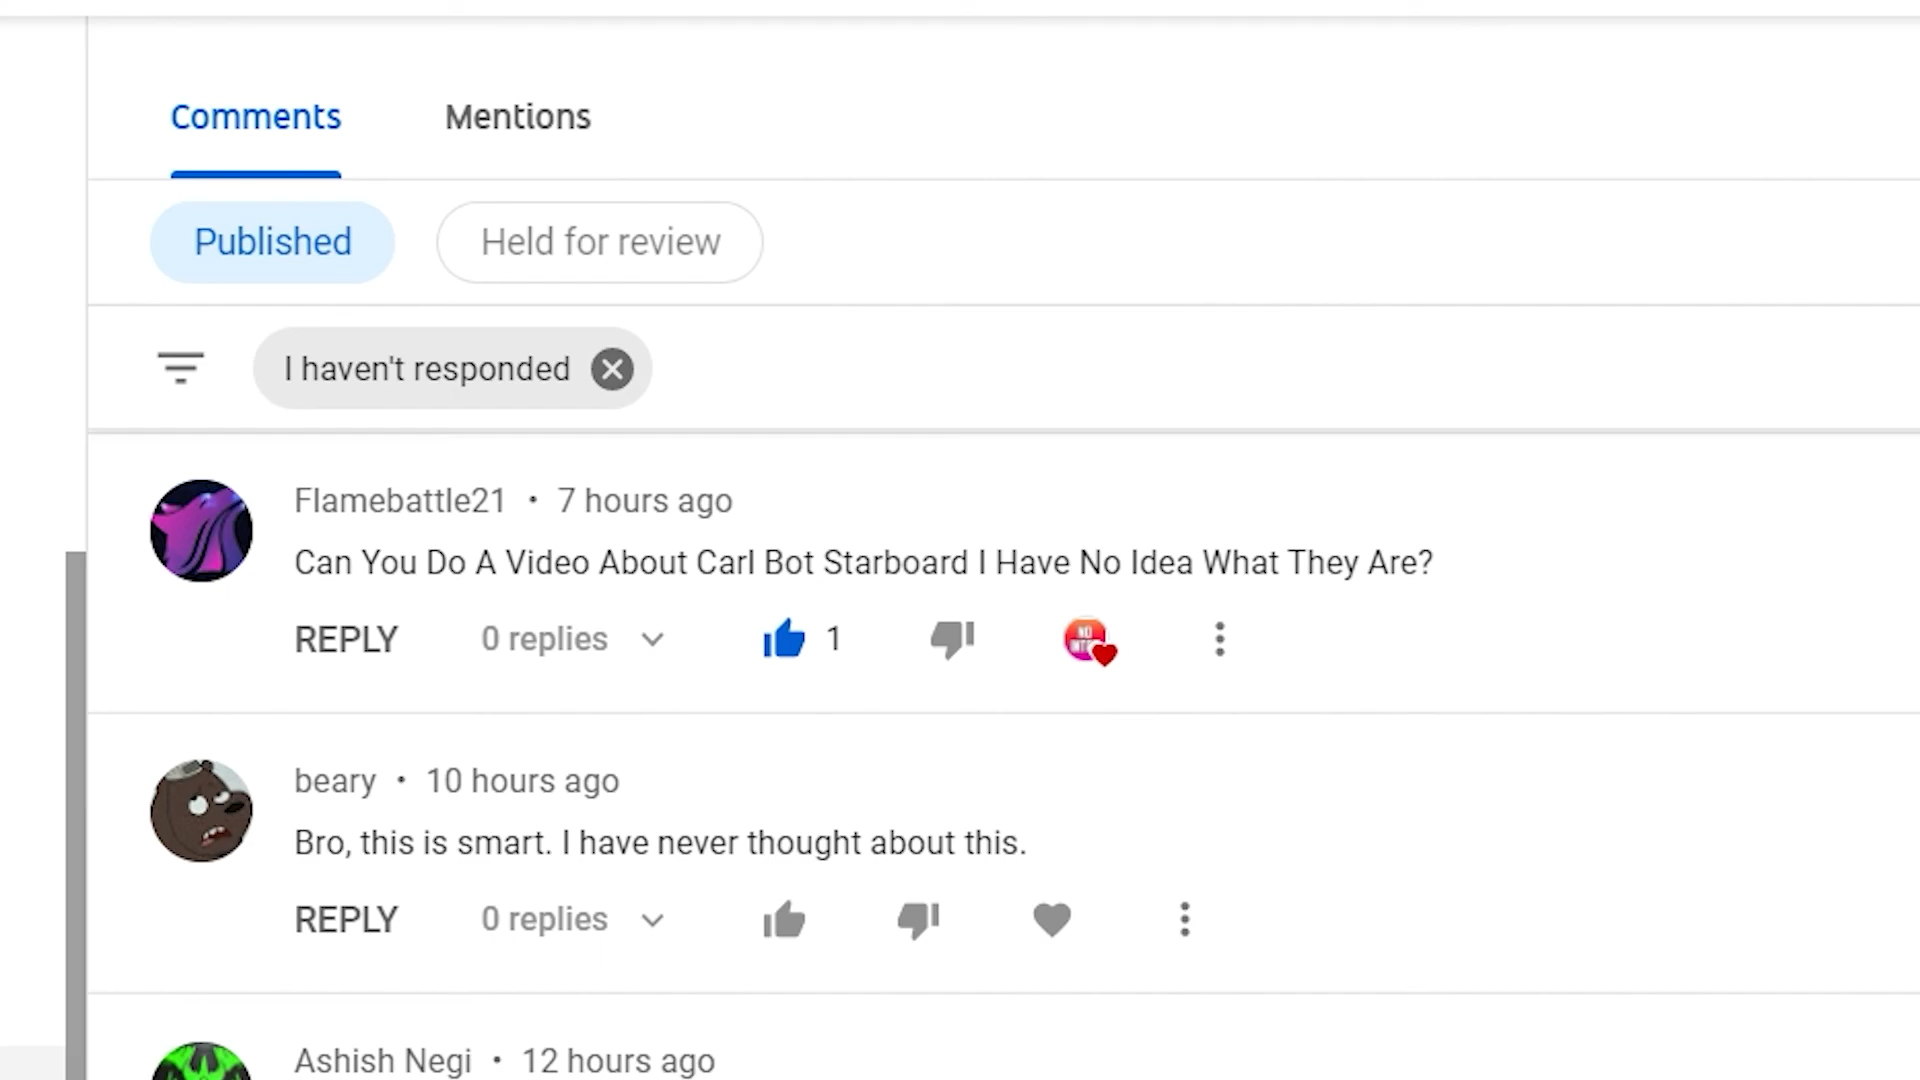 Comments Mentions
Published Held for review
I haven't responded
Flamebattle21 • 7 hours ago
Can You Do A Video About Carl Bot Starboard I Have No Idea What They Are?
REPLY 0 replies 1
beary • 10 hours ago
Bro, this is smart. I have never thought about this.
REPLY 0 replies
Ashish Negi • 12 hours ago